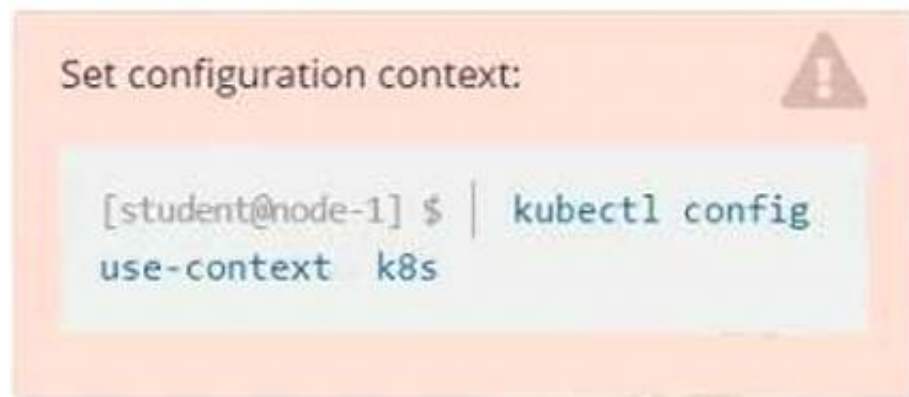 Set configuration context:
[student@node-1] $ | kubectl config
use-context k8s